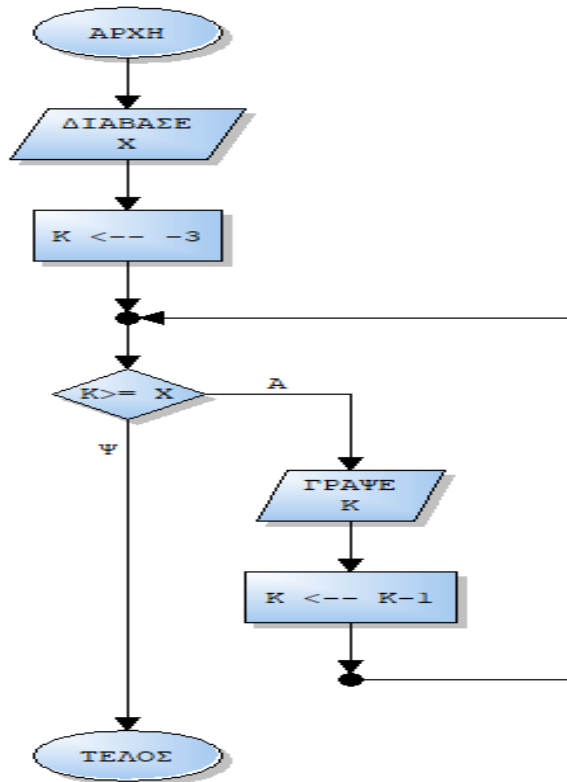 ΑΡΧΗ
ΔΙΑΒΑΣΕ
Χ
Κ <-- -3
Κ>= Χ
Α
Ψ
ΓΡΑΨΕ
Κ
Κ <-- Κ-1
ΤΕΛΟΣ